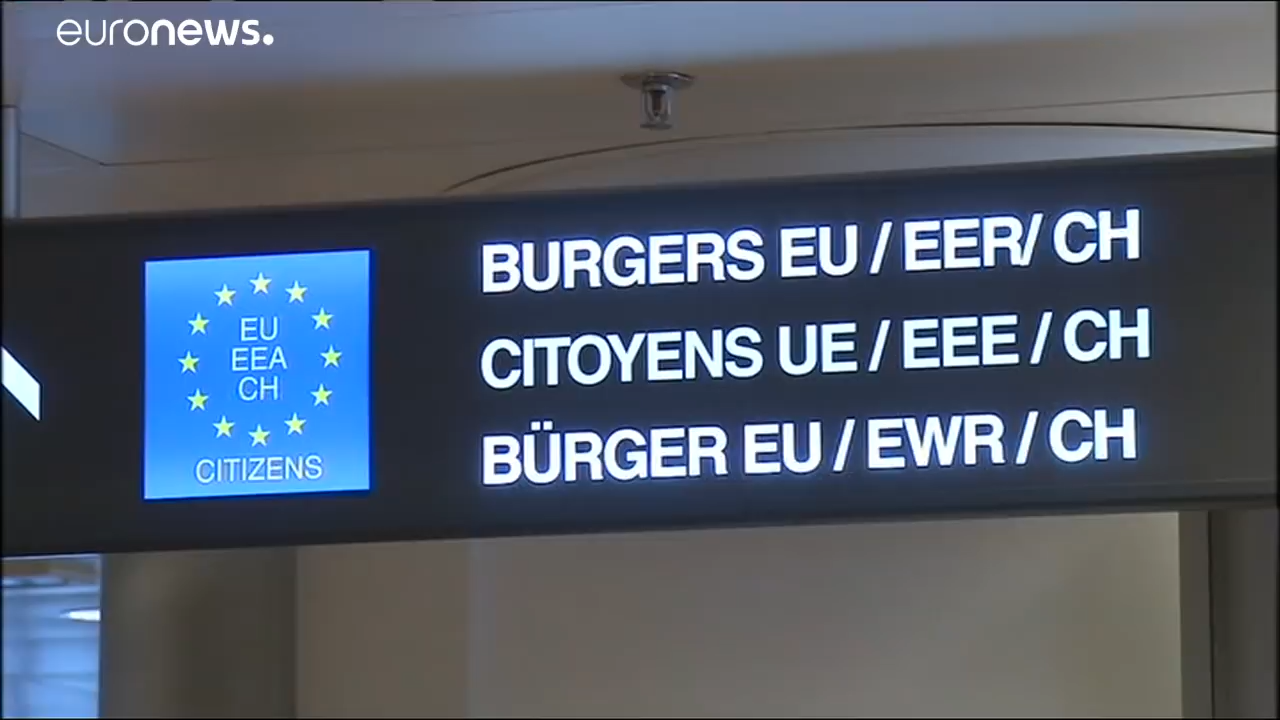 euronews.
EU
EEA
CH
CITIZENS
BURGERS EU / EER/ CH
CITOYENS UE / EEE / CH
BÜRGER EU / EWR / CH